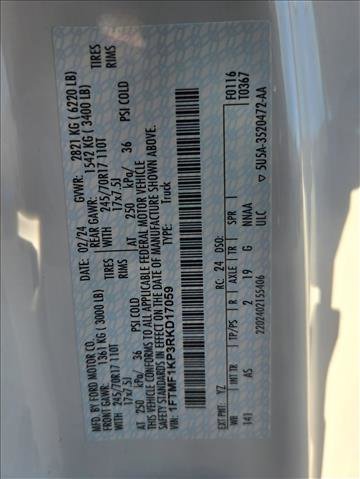 MFD. BY FORD MOTOR CO.
DATE: 02/24 GVWR: 2821 KG ( 6220 LB)
FRONT GAWR: 1361 KG (3000 LB) REAR GAWR: 1542 KG ( 3400 LB)
WITH 245/70R17 110T WITH 245/70R17 110T TIRES
17x7.5J 17x7.5J RIMS
AT 250 kPa/ 36 PSI COLD AT 250 kPa/ 36 PSI COLD
THIS VEHICLE CONFORMS TO ALL APPLICABLE FEDERAL MOTOR VEHICLE
SAFETY STANDARDS IN EFFECT ON THE DATE OF MANUFACTURE SHOWN ABOVE.
VIN: 1FTMF1KP3RKD17059
TYPE: Truck
F0116
T0367
EXT PNT: YZ RC: 24 DSO:
WB INT TR TP/PS R AXLE TR SPR
141 AS 2 19 G NNAA
2202402155406 ULC
5U5A-3520472-AA